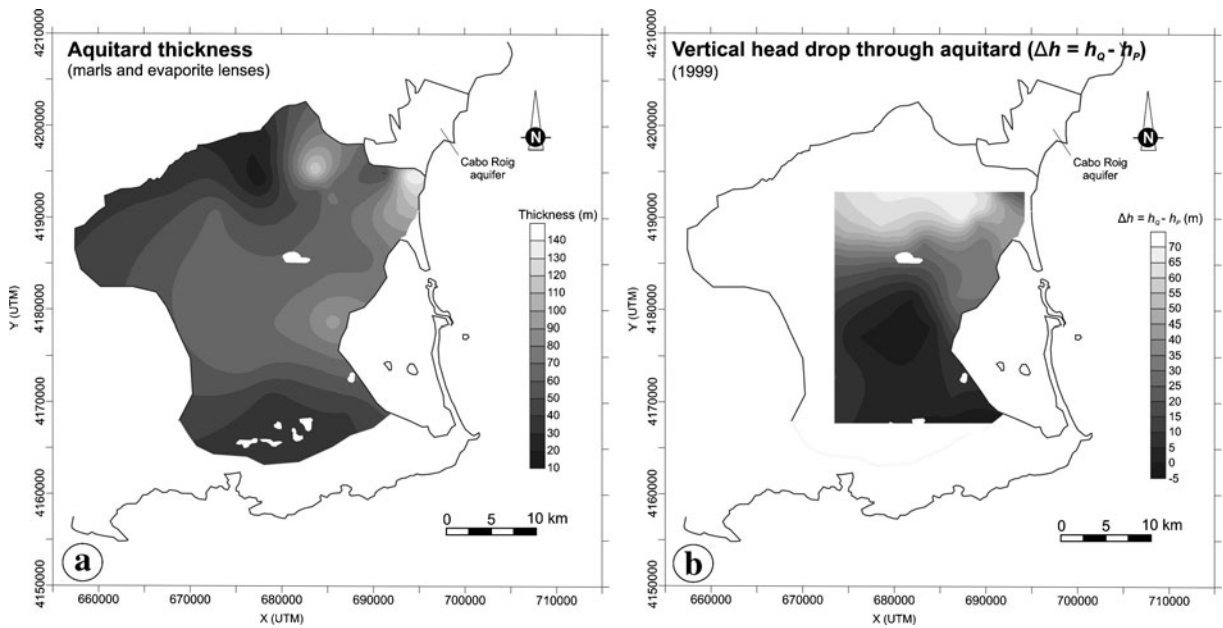 Aquitard thickness
(marls and evaporite lenses)
N
Cabo Roig
aquifer
Thickness (m)
140
130
120
110
100
90
80
70
60
50
40
30
20
10
0 5 10 km
a
4210000
4200000
4190000
4180000
4170000
4160000
4150000
Y (UTM)
660000 670000 680000 690000 700000 710000
X (UTM)
Vertical head drop through aquitard (Δh = hQ - hP)
(1999)
N
Cabo Roig
aquifer
Δh = hQ - hP (m)
70
65
60
55
50
45
40
35
30
25
20
15
10
5
0
-5
0 5 10 km
b
4210000
4200000
4190000
4180000
4170000
4160000
4150000
Y (UTM)
660000 670000 680000 690000 700000 710000
X (UTM)